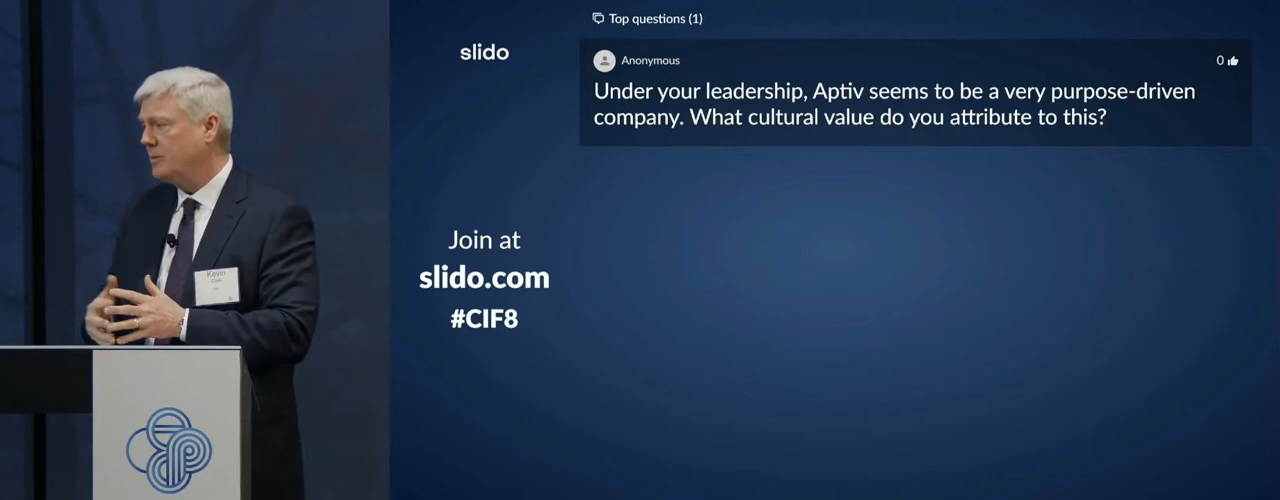 Top questions (1)
slido
Anonymous
0
Under your leadership, Aptiv seems to be a very purpose-driven
company. What cultural value do you attribute to this?
Kevin
Join at
slido.com
#CIF8